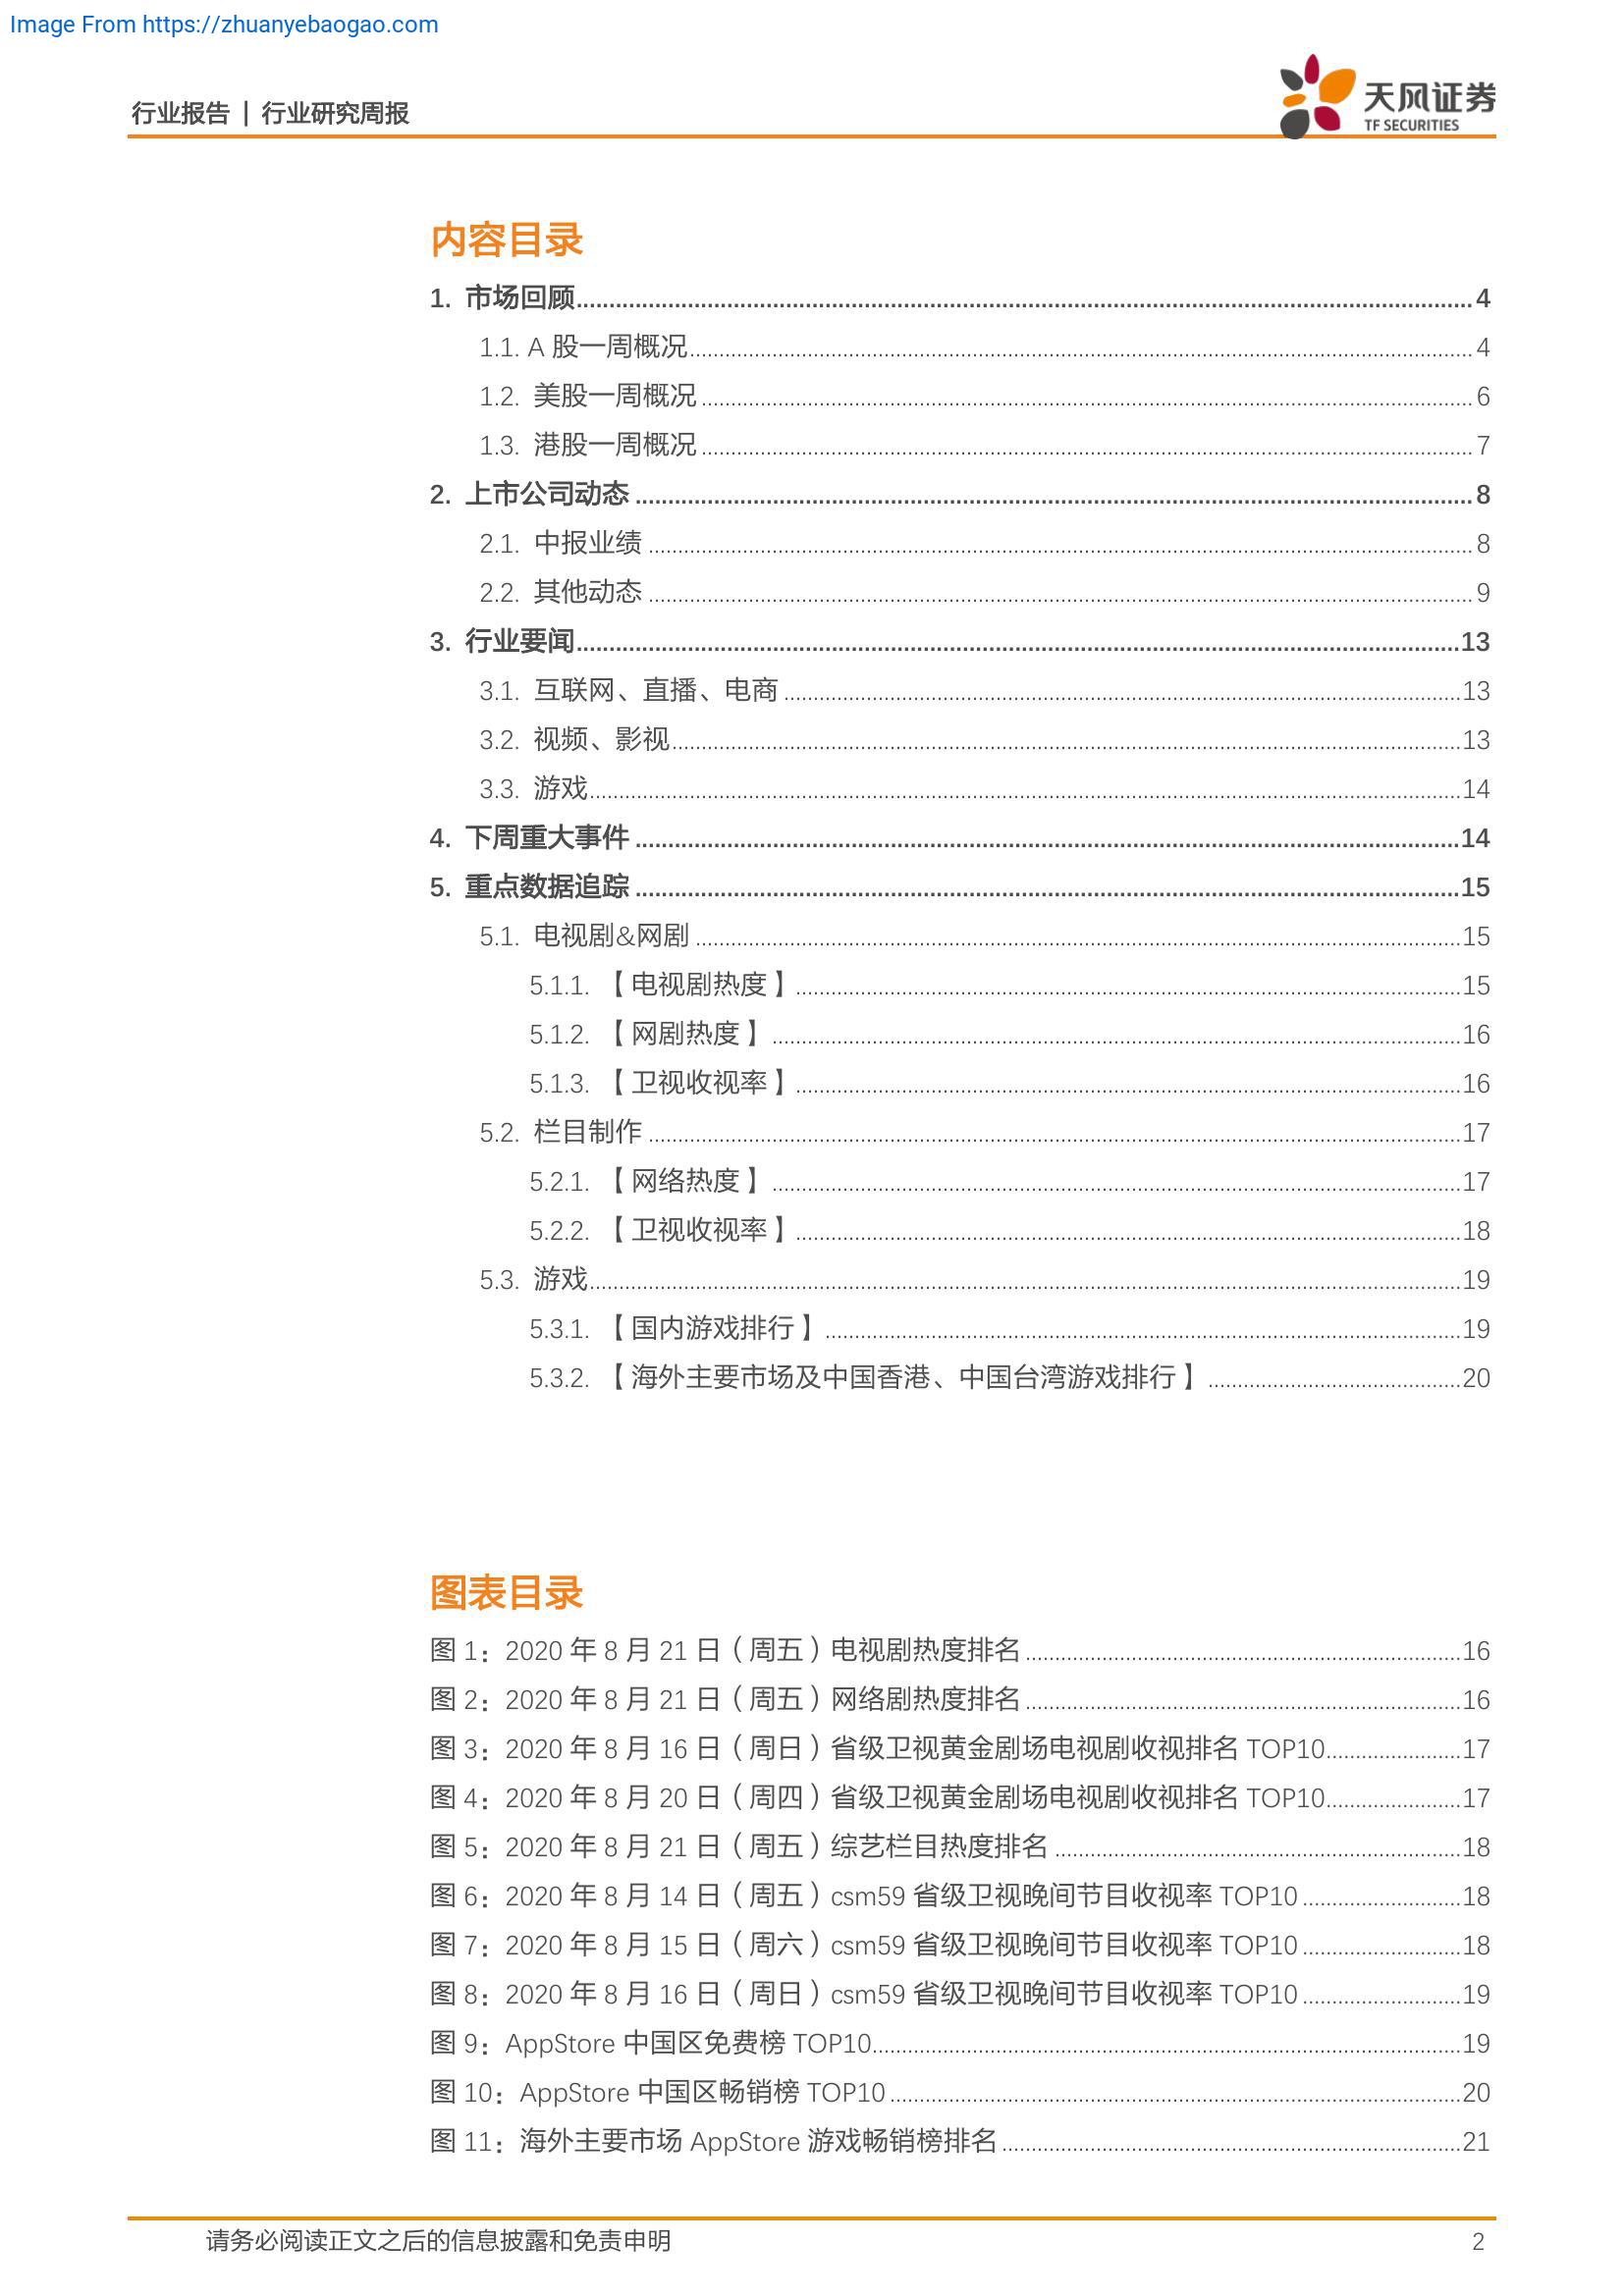 Image From https://zhuanyebaogao.com
行业报告 | 行业研究周报
天风证券
TF SECURITIES
内容目录
1. 市场回顾 4
1.1. A 股一周概况 4
1.2. 美股一周概况 6
1.3. 港股一周概况 7
2. 上市公司动态 8
2.1. 中报业绩 8
2.2. 其他动态 9
3. 行业要闻 13
3.1. 互联网、直播、电商 13
3.2. 视频、影视 13
3.3. 游戏 14
4. 下周重大事件 14
5. 重点数据追踪 15
5.1. 电视剧&网剧 15
5.1.1. 【电视剧热度】 15
5.1.2. 【网剧热度】 16
5.1.3. 【卫视收视率】 16
5.2. 栏目制作 17
5.2.1. 【网络热度】 17
5.2.2. 【卫视收视率】 18
5.3. 游戏 19
5.3.1. 【国内游戏排行】 19
5.3.2. 【海外主要市场及中国香港、中国台湾游戏排行】 20
图表目录
图 1：2020 年 8 月 21 日（周五）电视剧热度排名 16
图 2：2020 年 8 月 21 日（周五）网络剧热度排名 16
图 3：2020 年 8 月 16 日（周日）省级卫视黄金剧场电视剧收视排名 TOP10 17
图 4：2020 年 8 月 20 日（周四）省级卫视黄金剧场电视剧收视排名 TOP10 17
图 5：2020 年 8 月 21 日（周五）综艺栏目热度排名 18
图 6：2020 年 8 月 14 日（周五）csm59 省级卫视晚间节目收视率 TOP10 18
图 7：2020 年 8 月 15 日（周六）csm59 省级卫视晚间节目收视率 TOP10 18
图 8：2020 年 8 月 16 日（周日）csm59 省级卫视晚间节目收视率 TOP10 19
图 9：AppStore 中国区免费榜 TOP10 19
图 10：AppStore 中国区畅销榜 TOP10 20
图 11：海外主要市场 AppStore 游戏畅销榜排名 21
请务必阅读正文之后的信息披露和免责申明 2